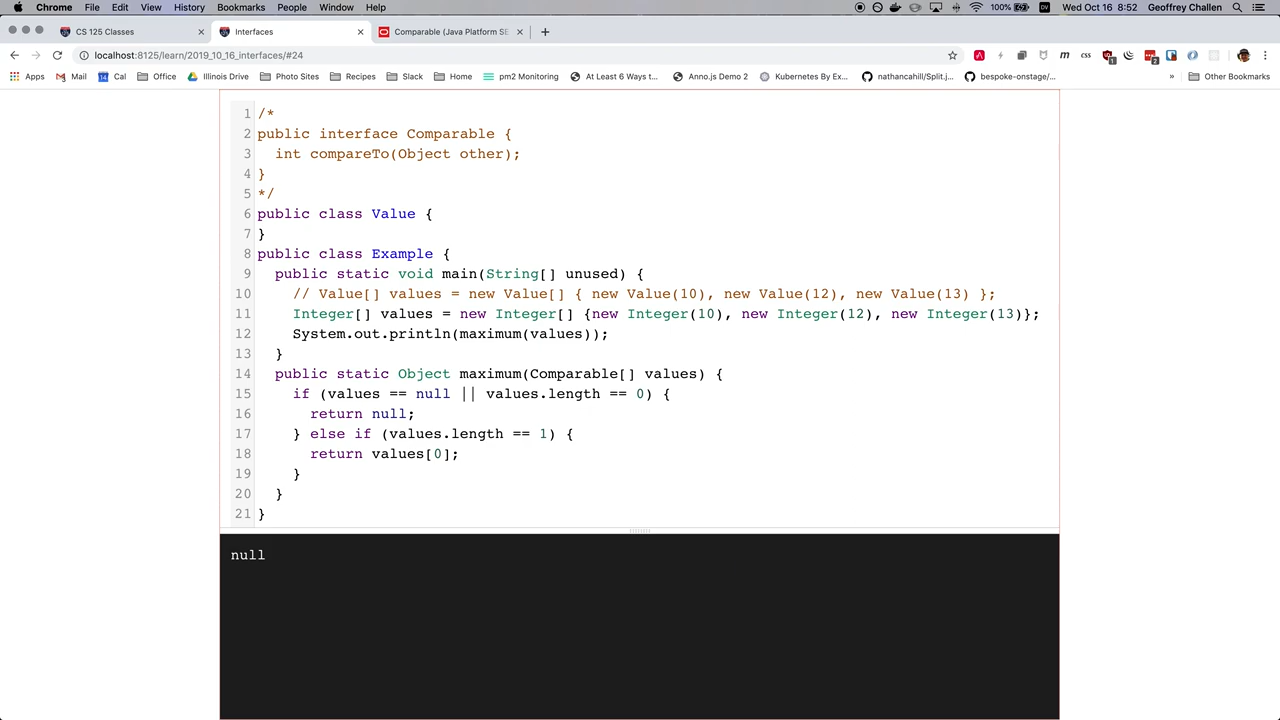 Chrome File Edit View History Bookmarks People Window Help 100% Wed Oct 16 8:52 Geoffrey Challen
CS 125 Classes Interfaces Comparable (Java Platform SE
localhost:8125/learn/2019_10_16_interfaces/#24
Apps Mail Cal Office Illinois Drive Photo Sites Recipes Slack Home pm2 Monitoring At Least 6 Ways t... Anno.js Demo 2 Kubernetes By Ex... nathancahill/Split.j... bespoke-onstage/... » Other Bookmarks
1 /*
2 public interface Comparable {
3 int compareTo(Object other);
4 }
5 */
6 public class Value {
7 }
8 public class Example {
9 public static void main(String[] unused) {
10 // Value[] values = new Value[] { new Value(10), new Value(12), new Value(13) };
11 Integer[] values = new Integer[] {new Integer(10), new Integer(12), new Integer(13)};
12 System.out.println(maximum(values));
13 }
14 public static Object maximum(Comparable[] values) {
15 if (values == null || values.length == 0) {
16 return null;
17 } else if (values.length == 1) {
18 return values[0];
19 }
20 }
21 }
null